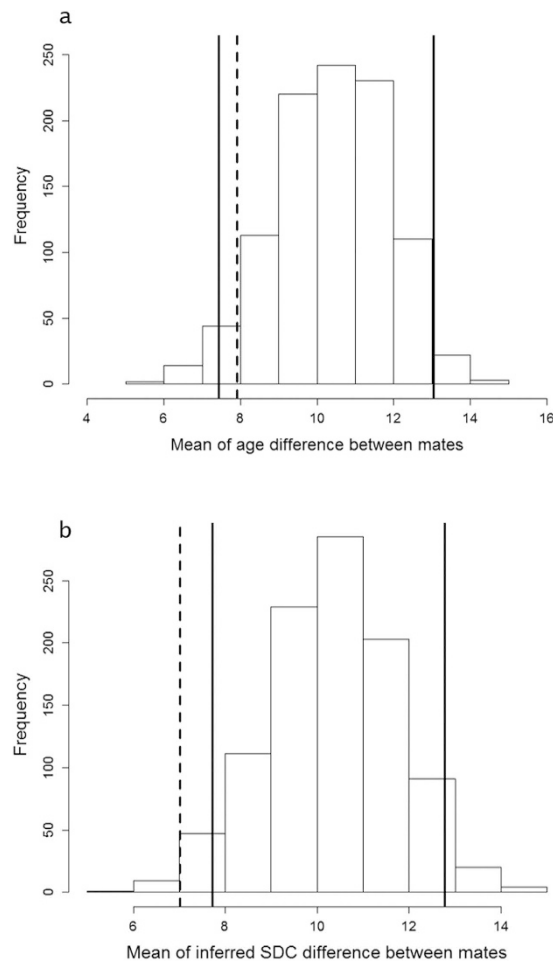 a
250
200
150
100
50
0
Frequency
4 6 8 10 12 14 16
Mean of age difference between mates
b
250
200
150
100
50
0
Frequency
6 8 10 12 14
Mean of inferred SDC difference between mates